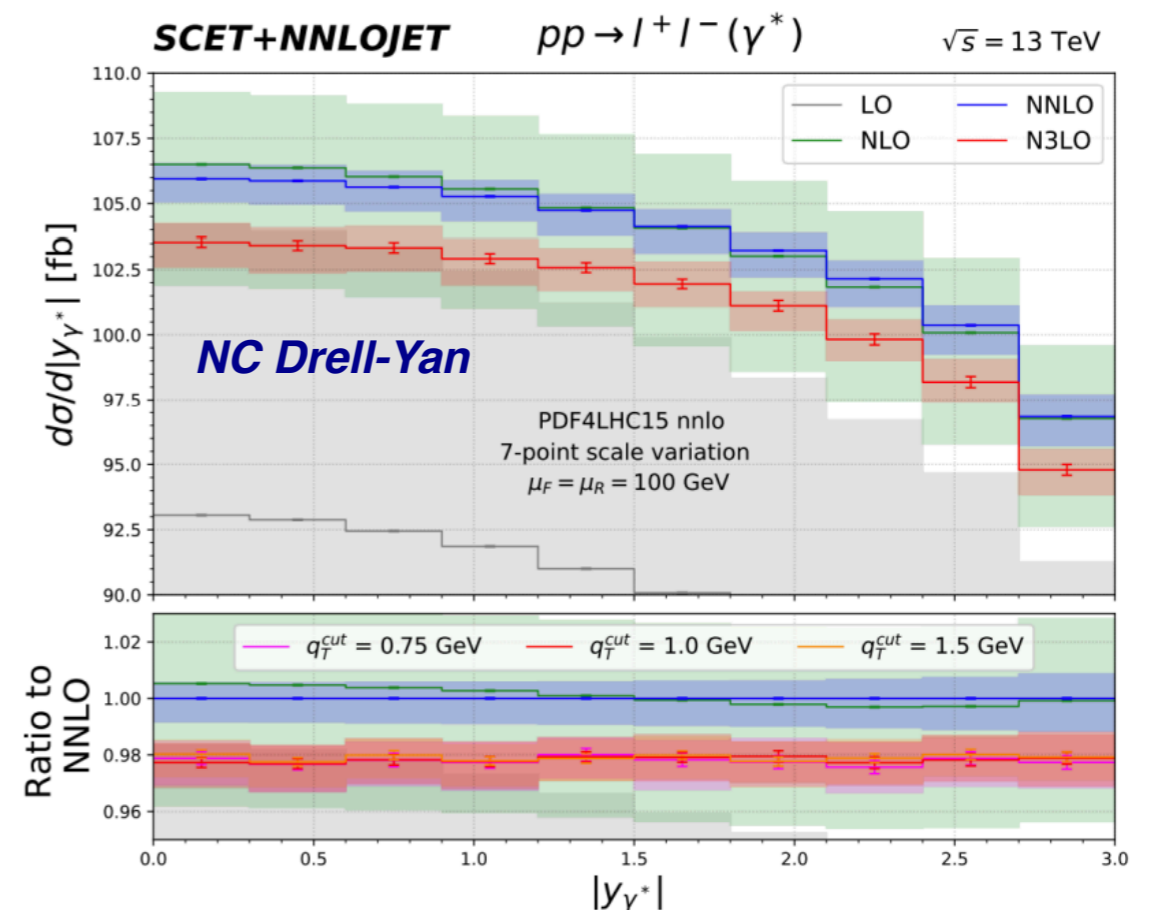 SCET+NNLOJET pp → l⁺l⁻(γ*) √s = 13 TeV
110.0
107.5
105.0
102.5
100.0
97.5
95.0
92.5
90.0
dσ/d|y_γ*| [fb]
LO NNLO
NLO N3LO
NC Drell-Yan
PDF4LHC15 nnlo
7-point scale variation
μ_F = μ_R = 100 GeV
1.02
1.00
0.98
0.96
Ratio to
NNLO
q_T^cut = 0.75 GeV q_T^cut = 1.0 GeV q_T^cut = 1.5 GeV
0.0 0.5 1.0 1.5 2.0 2.5 3.0
|y_γ*|